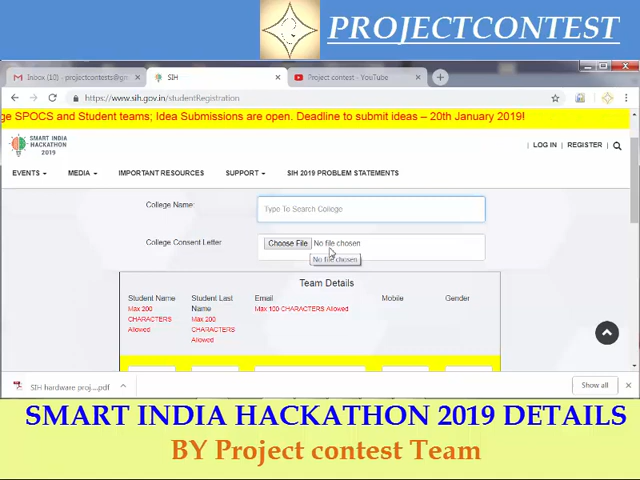 PROJECTCONTEST
Inbox (10) - projectcontests@gm
SIH
Project contest - YouTube
https://www.sih.gov.in/studentRegistration
ge SPOCS and Student teams; Idea Submissions are open. Deadline to submit ideas – 20th January 2019!
SMART INDIA
HACKATHON
2019
LOG IN
REGISTER
EVENTS
MEDIA
IMPORTANT RESOURCES
SUPPORT
SIH 2019 PROBLEM STATEMENTS
College Name:
Type To Search College
College Consent Letter
Choose File No file chosen
No file chosen
Team Details
Student Name
Student Last
Name
Email
Mobile
Gender
Max 200
CHARACTERS
Allowed
Max 200
CHARACTERS
Allowed
Max 100 CHARACTERS Allowed
SIH hardware proj....pdf
Show all
SMART INDIA HACKATHON 2019 DETAILS
BY Project contest Team